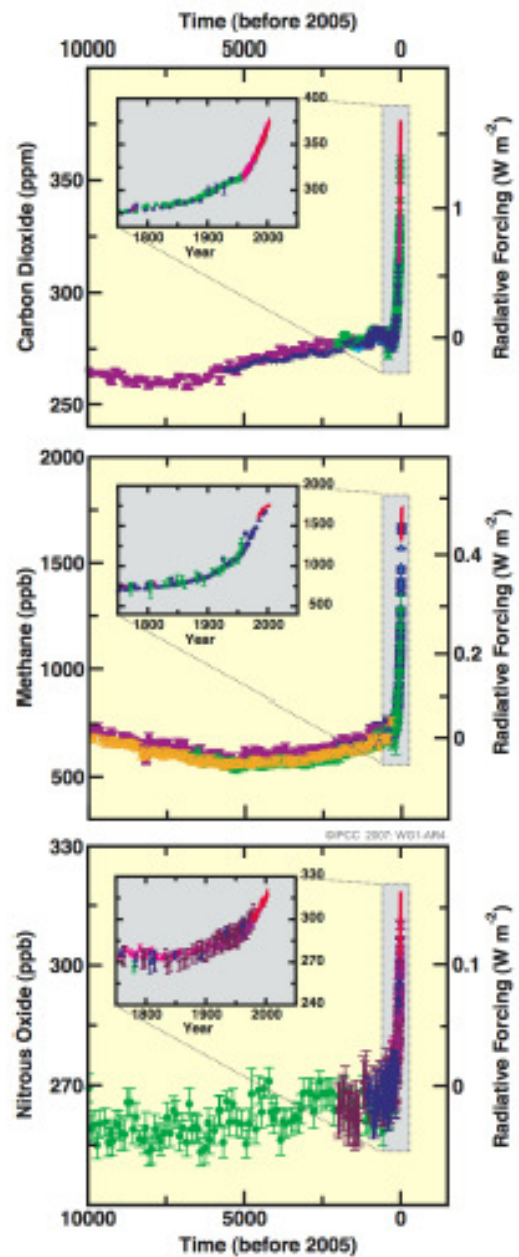 Time (before 2005)
10000 5000 0
Carbon Dioxide (ppm)
350
300
250
400
350
300
1800 1900 2000
Year
1
0
Radiative Forcing (W m-2)
Methane (ppb)
2000
1500
1000
500
2000
1500
1000
500
1800 1900 2000
Year
0.4
0.2
0
Radiative Forcing (W m-2)
©IPCC 2007: WG1-AR4
Nitrous Oxide (ppb)
330
300
270
330
300
270
240
1800 1900 2000
Year
0.1
0
Radiative Forcing (W m-2)
10000 5000 0
Time (before 2005)